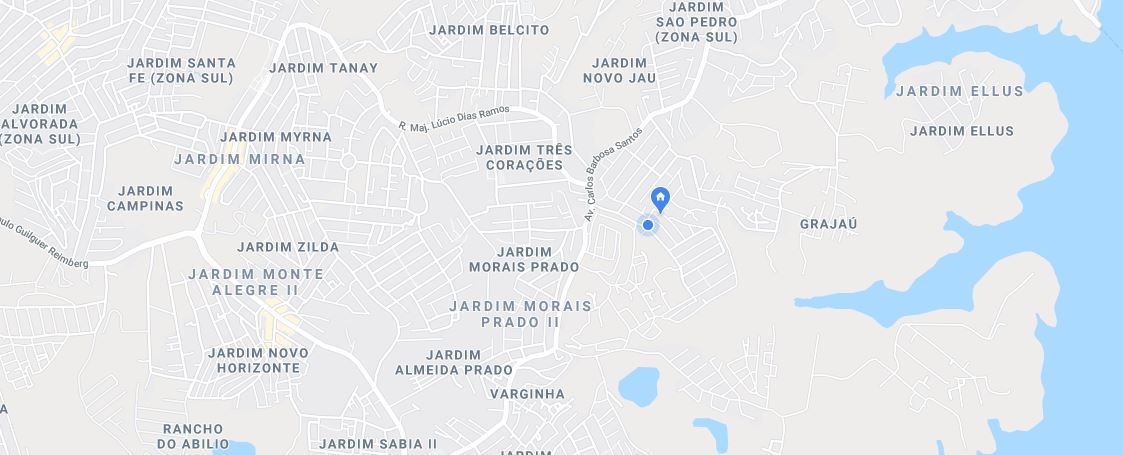 JARDIM
SAO PEDRO
(ZONA SUL)
JARDIM BELCITO
JARDIM SANTA
FE (ZONA SUL)
JARDIM TANAY
JARDIM
NOVO JAU
JARDIM ELLUS
JARDIM
ALVORADA
(ZONA SUL)
R. Maj. Lúcio Dias Ramos
JARDIM ELLUS
JARDIM MYRNA
JARDIM MIRNA
JARDIM TRÊS
CORAÇÕES
Av. Carlos Barbosa Santos
JARDIM
CAMPINAS
GRAJAÚ
aulo Guilguer Reimberg
JARDIM ZILDA
JARDIM
MORAIS PRADO
JARDIM MONTE
ALEGRE II
JARDIM MORAIS
PRADO II
JARDIM NOVO
HORIZONTE
JARDIM
ALMEIDA PRADO
VARGINHA
A
RANCHO
DO ABILIO
JARDIM SABIA II
JARDIM